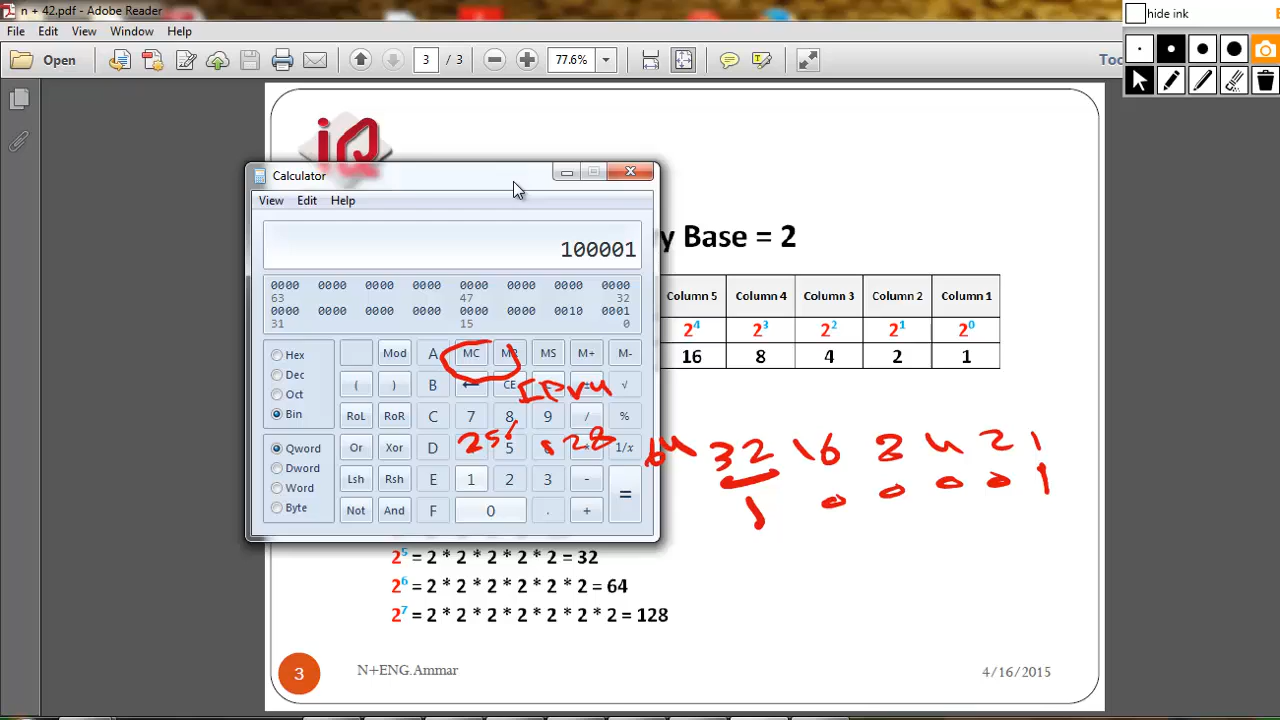 n + 42.pdf - Adobe Reader
hide ink
File Edit View Window Help
Open 3 / 3 77.6%
iQ
Calculator
View Edit Help
y Base = 2
100001
0000 0000 0000 0000 0000 0000 0000 0000
63 47 32
0000 0000 0000 0000 0000 0000 0010 0001
31 15 0
Column 5 Column 4 Column 3 Column 2 Column 1
2⁴ 2³ 2² 2¹ 2⁰
16 8 4 2 1
Hex Mod A MC MR MS M+ M-
Dec ( ) B ← CE C ± √
Oct
IPv4
Bin RoL RoR C 7 8 9 / %
Qword Or Xor D 5 1/x
256 128 64 32 16 8 4 2 1
1 0 0 0 0 1
Dword
Word Lsh Rsh E 1 2 3 - =
Byte Not And F 0 . +
2⁵ = 2 * 2 * 2 * 2 * 2 = 32
2⁶ = 2 * 2 * 2 * 2 * 2 * 2 = 64
2⁷ = 2 * 2 * 2 * 2 * 2 * 2 * 2 = 128
3 N+ENG.Ammar 4/16/2015